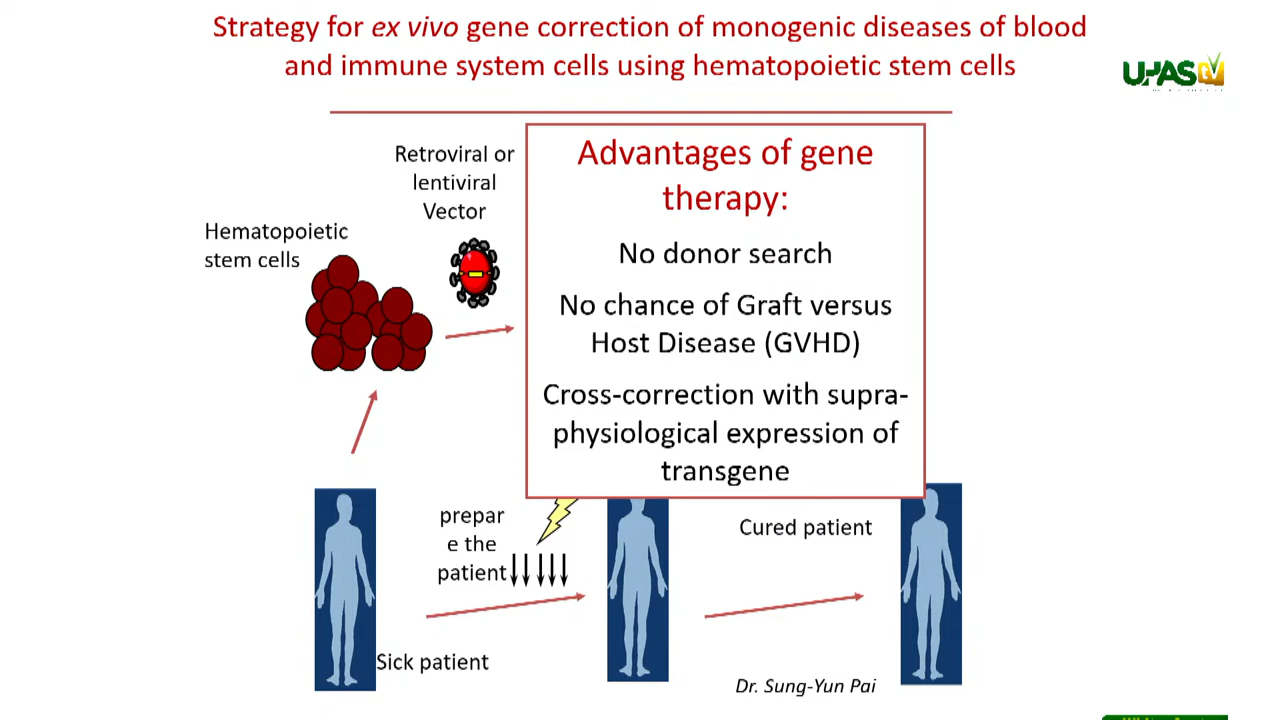 Strategy for ex vivo gene correction of monogenic diseases of blood
and immune system cells using hematopoietic stem cells
UPAS
GV
Retroviral or
lentiviral
Vector
Hematopoietic
stem cells
Advantages of gene
therapy:
No donor search
No chance of Graft versus
Host Disease (GVHD)
Cross-correction with supra-
physiological expression of
transgene
prepar
e the
patient
Cured patient
Sick patient
Dr. Sung-Yun Pai